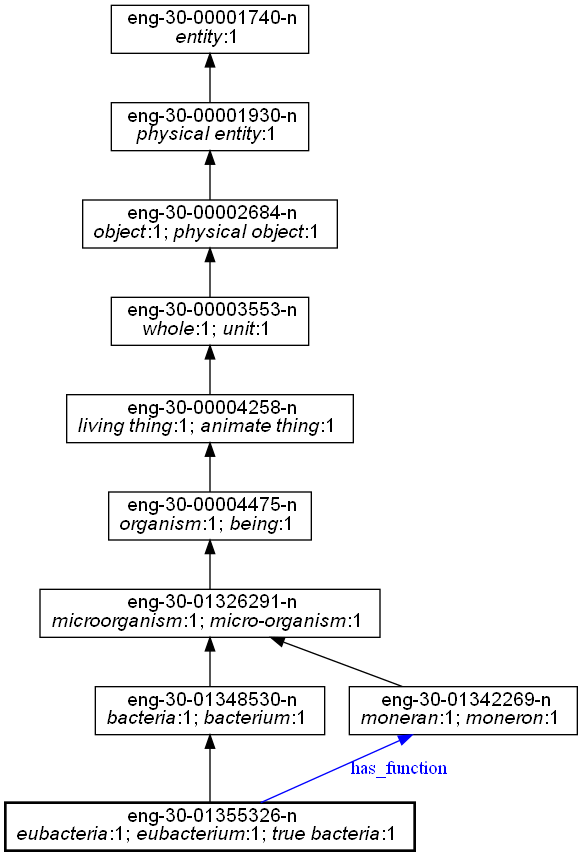 eng-30-00001740-n
entity:1
eng-30-00001930-n
physical entity:1
eng-30-00002684-n
object:1; physical object:1
eng-30-00003553-n
whole:1; unit:1
eng-30-00004258-n
living thing:1; animate thing:1
eng-30-00004475-n
organism:1; being:1
eng-30-01326291-n
microorganism:1; micro-organism:1
eng-30-01348530-n
bacteria:1; bacterium:1
eng-30-01342269-n
moneran:1; moneron:1
has_function
eng-30-01355326-n
eubacteria:1; eubacterium:1; true bacteria:1